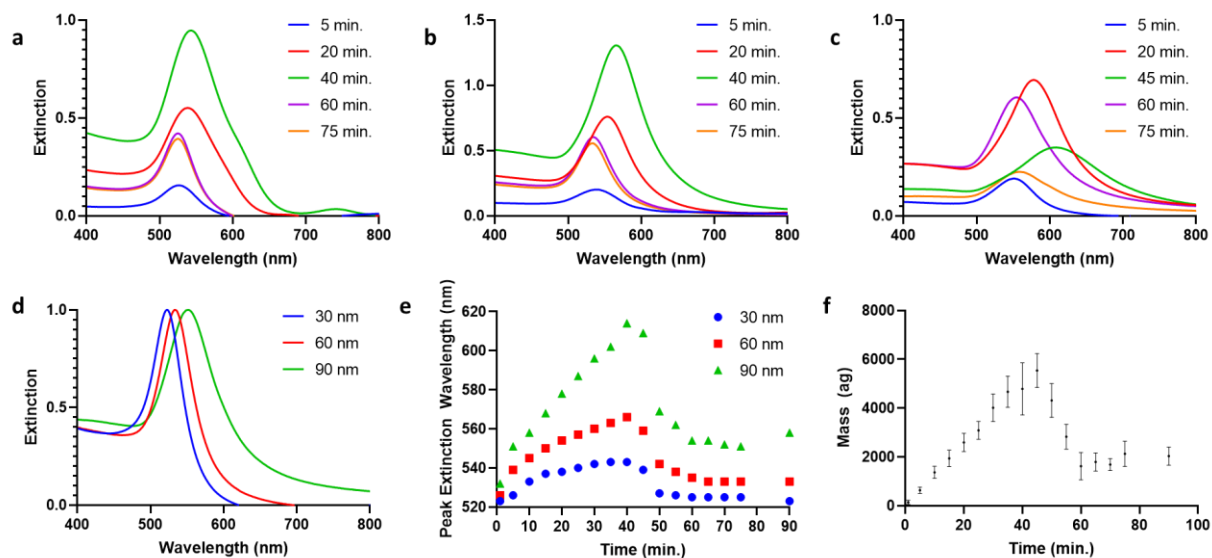 a
1.0
0.5
0.0
Extinction
400 500 600 700 800
Wavelength (nm)
5 min.
20 min.
40 min.
60 min.
75 min.
b
1.5
1.0
0.5
0.0
Extinction
400 500 600 700 800
Wavelength (nm)
5 min.
20 min.
40 min.
60 min.
75 min.
c
1.0
0.5
0.0
Extinction
400 500 600 700 800
Wavelength (nm)
5 min.
20 min.
45 min.
60 min.
75 min.
d
1.0
0.5
0.0
Extinction
400 500 600 700 800
Wavelength (nm)
30 nm
60 nm
90 nm
e
620
600
580
560
540
520
Peak Extinction Wavelength (nm)
0 10 20 30 40 50 60 70 80 90
Time (min.)
30 nm
60 nm
90 nm
f
8000
6000
4000
2000
0
Mass (ag)
0 20 40 60 80 100
Time (min.)